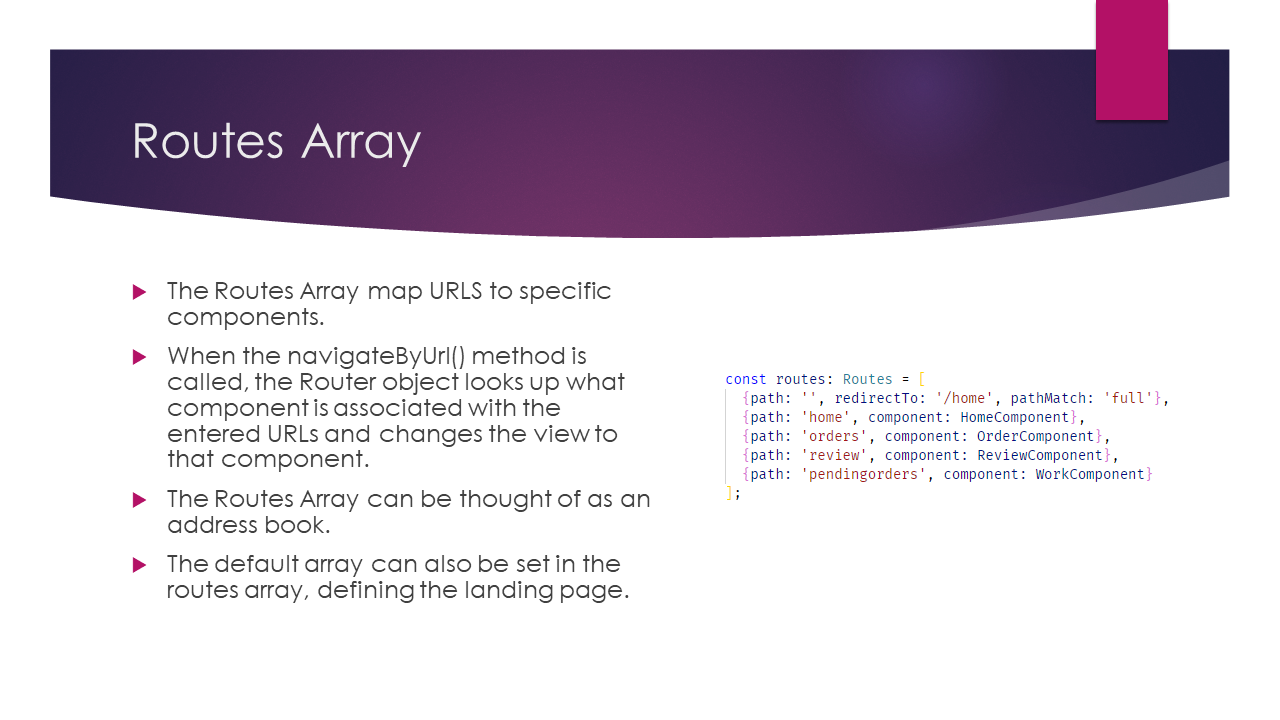 Routes Array
The Routes Array map URLS to specific
components.
When the navigateByUrl() method is
called, the Router object looks up what
component is associated with the
entered URLs and changes the view to
that component.
The Routes Array can be thought of as an
address book.
The default array can also be set in the
routes array, defining the landing page.
const routes: Routes = [
{path: '', redirectTo: '/home', pathMatch: 'full'},
{path: 'home', component: HomeComponent},
{path: 'orders', component: OrderComponent},
{path: 'review', component: ReviewComponent},
{path: 'pendingorders', component: WorkComponent}
];